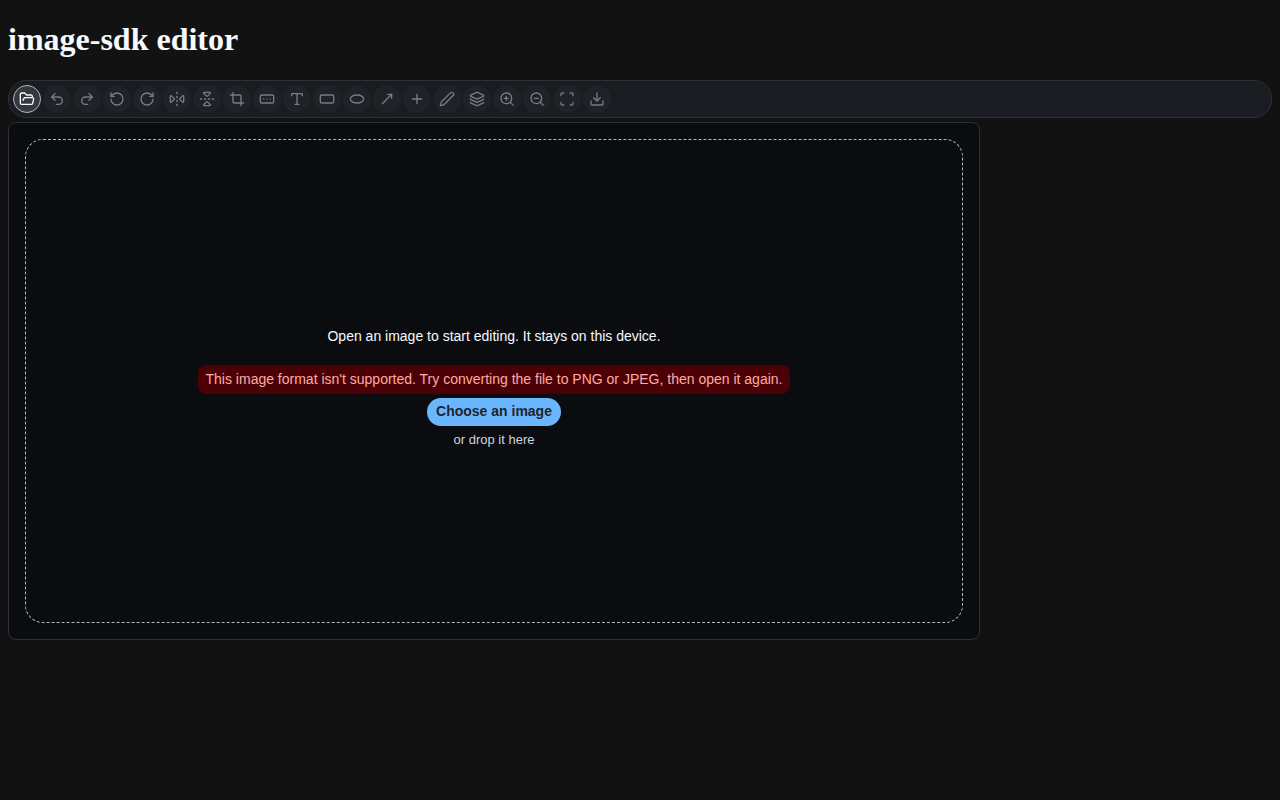 image-sdk editor
Open an image to start editing. It stays on this device.
This image format isn't supported. Try converting the file to PNG or JPEG, then open it again.
Choose an image
or drop it here